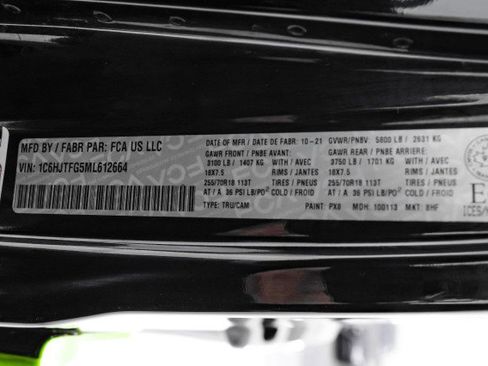 MFD BY / FABR PAR: FCA US LLC
VIN: 1C6HJTFG5ML612664
DATE OF MFR / DATE DE FABR: 10-21 GVWR/PNBV: 5800 LB / 2631 KG
GAWR FRONT / PNBE AVANT: GAWR REAR / PNBE ARRIERE:
3100 LB / 1407 KG WITH / AVEC 3750 LB / 1701 KG WITH / AVEC
18X7.5 RIMS / JANTES 18X7.5 RIMS / JANTES
255/70R18 113T TIRES / PNEUS 255/70R18 113T TIRES / PNEUS
AT / A 36 PSI LB/PO² COLD / FROID AT / A 36 PSI LB/PO² COLD / FROID
TYPE: TRU/CAM PAINT: PX8 MDH: 100113 MKT: 8HF